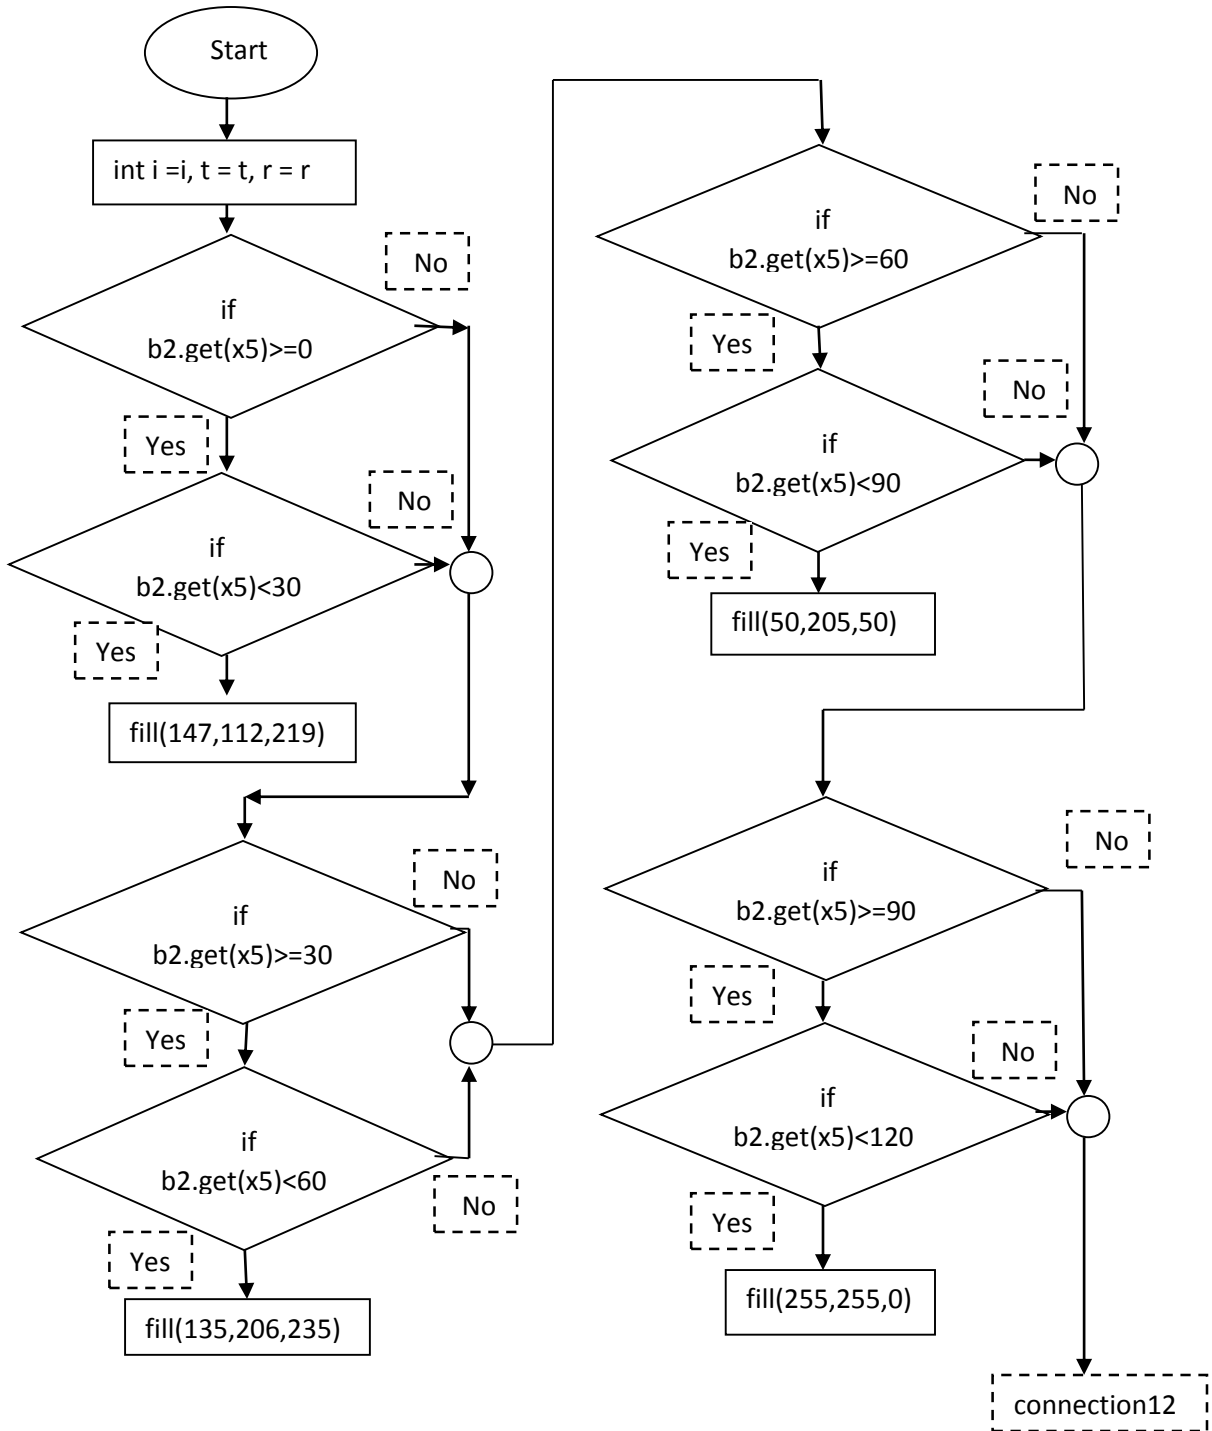 Start
int i =i, t = t, r = r
No
if
b2.get(x5)>=0
Yes
No
if
b2.get(x5)<30
Yes
fill(147,112,219)
No
if
b2.get(x5)>=30
Yes
if
b2.get(x5)<60
No
Yes
fill(135,206,235)
No
if
b2.get(x5)>=60
Yes
No
if
b2.get(x5)<90
Yes
fill(50,205,50)
No
if
b2.get(x5)>=90
Yes
No
if
b2.get(x5)<120
Yes
fill(255,255,0)
connection12